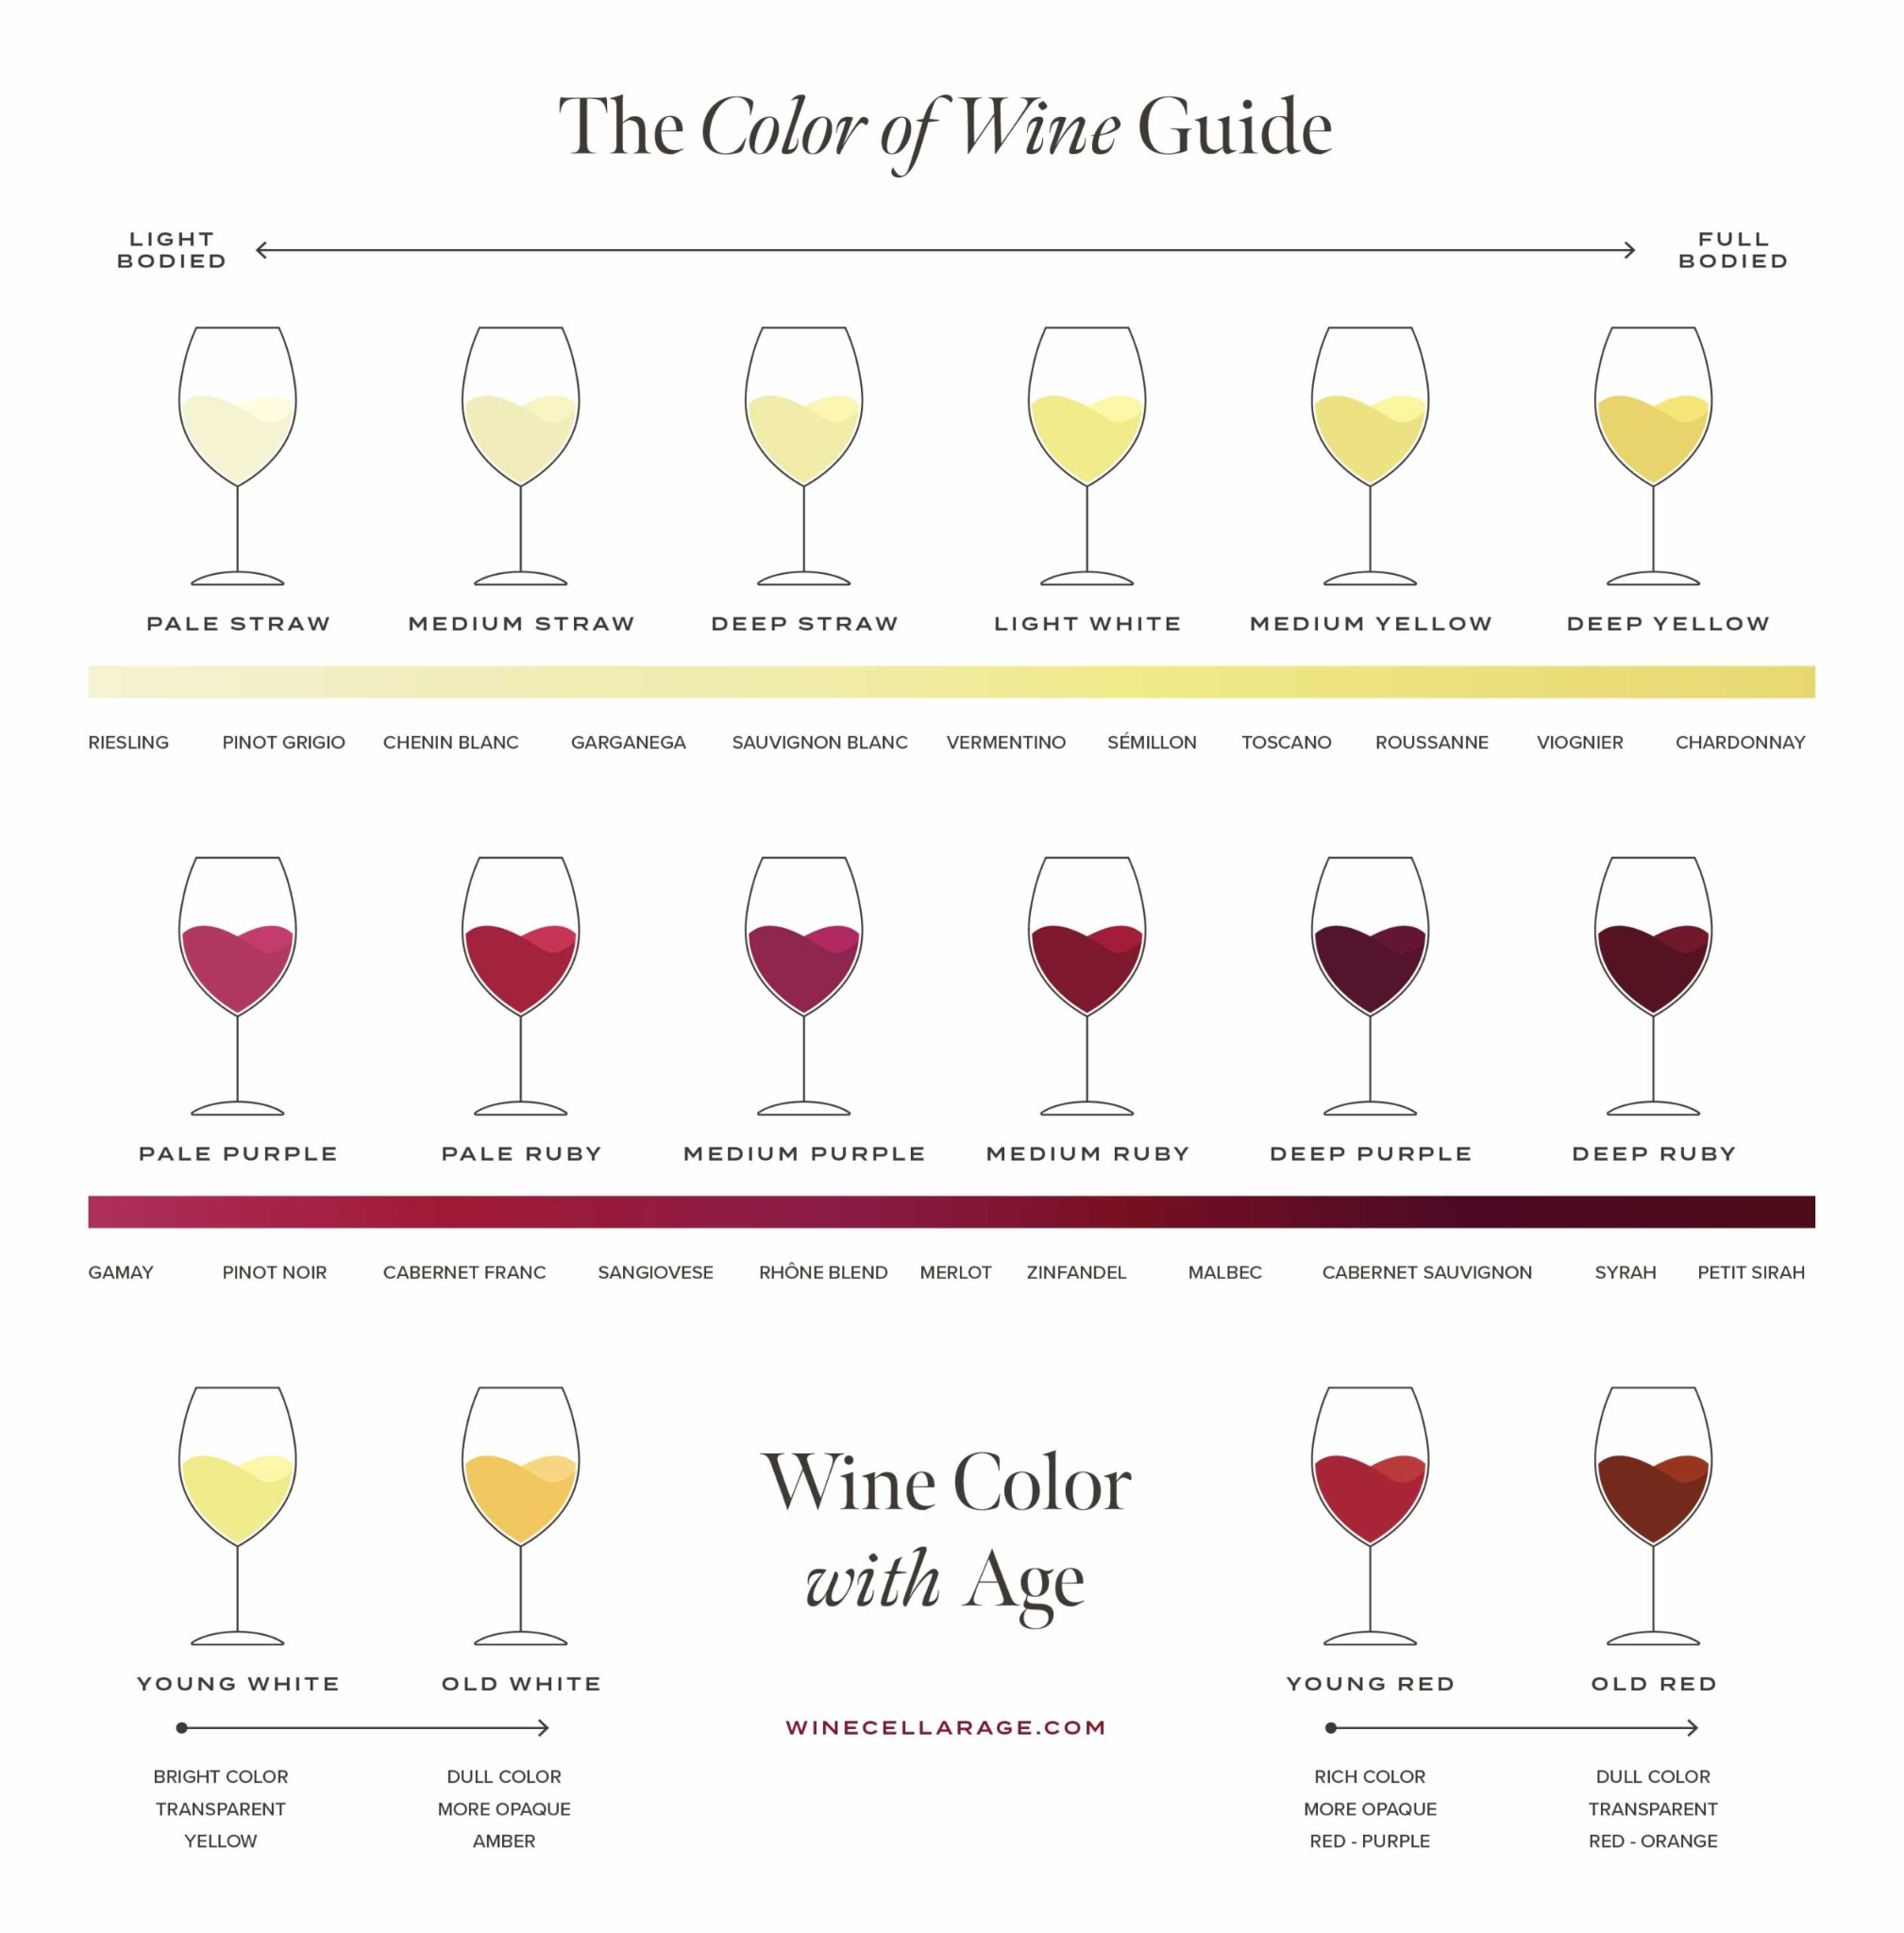 The Color of Wine Guide
LIGHT
BODIED
FULL
BODIED
PALE STRAW MEDIUM STRAW DEEP STRAW LIGHT WHITE MEDIUM YELLOW DEEP YELLOW
RIESLING PINOT GRIGIO CHENIN BLANC GARGANEGA SAUVIGNON BLANC VERMENTINO SÉMILLON TOSCANO ROUSSANNE VIOGNIER CHARDONNAY
PALE PURPLE PALE RUBY MEDIUM PURPLE MEDIUM RUBY DEEP PURPLE DEEP RUBY
GAMAY PINOT NOIR CABERNET FRANC SANGIOVESE RHÔNE BLEND MERLOT ZINFANDEL MALBEC CABERNET SAUVIGNON SYRAH PETIT SIRAH
Wine Color
with Age
WINECELLARAGE.COM
YOUNG WHITE
BRIGHT COLOR
TRANSPARENT
YELLOW
OLD WHITE
DULL COLOR
MORE OPAQUE
AMBER
YOUNG RED
RICH COLOR
MORE OPAQUE
RED - PURPLE
OLD RED
DULL COLOR
TRANSPARENT
RED - ORANGE